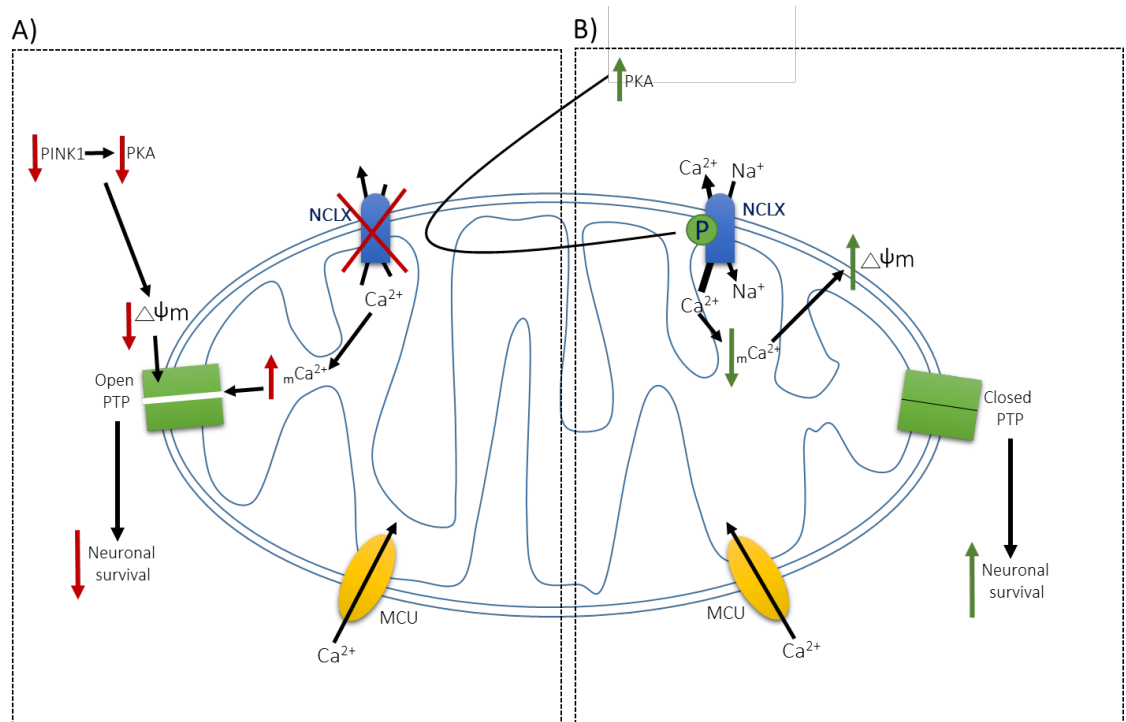 A)
B)
PKA
PINK1
PKA
NCLX
Ca²⁺
Na⁺
NCLX
P
△ψm
Ca²⁺
Na⁺
Ca²⁺
△ψm
mCa²⁺
mCa²⁺
Open
PTP
Closed
PTP
Neuronal
survival
Neuronal
survival
MCU
MCU
Ca²⁺
Ca²⁺